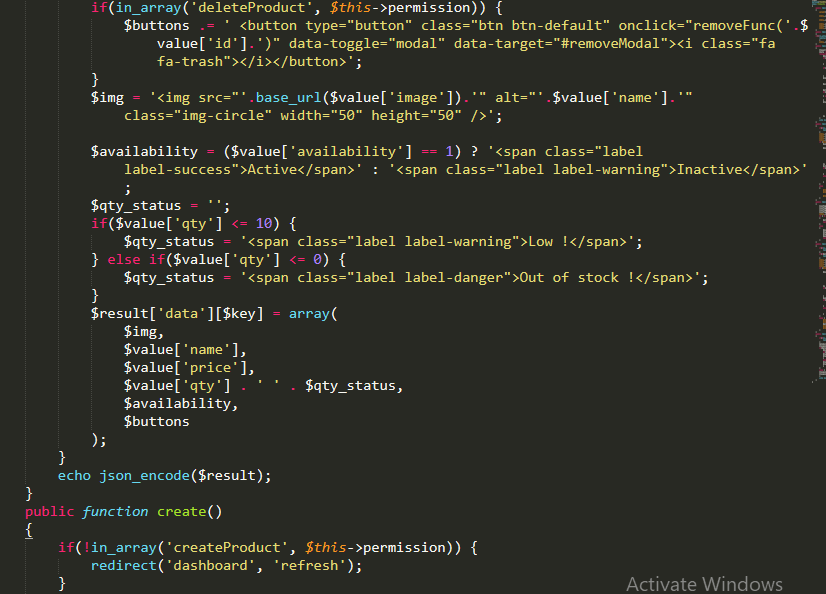 if(in_array('deleteProduct', $this->permission)) {
$buttons .= ' <button type="button" class="btn btn-default" onclick="removeFunc('.$
value['id'].')" data-toggle="modal" data-target="#removeModal"><i class="fa
fa-trash"></i></button>';
}
$img = '<img src="'.base_url($value['image']).'" alt="'.$value['name'].'"
class="img-circle" width="50" height="50" />';
$availability = ($value['availability'] == 1) ? '<span class="label
label-success">Active</span>' : '<span class="label label-warning">Inactive</span>'
;
$qty_status = '';
if($value['qty'] <= 10) {
$qty_status = '<span class="label label-warning">Low !</span>';
} else if($value['qty'] <= 0) {
$qty_status = '<span class="label label-danger">Out of stock !</span>';
}
$result['data'][$key] = array(
$img,
$value['name'],
$value['price'],
$value['qty'] . ' ' . $qty_status,
$availability,
$buttons
);
}
echo json_encode($result);
}
public function create()
{
if(!in_array('createProduct', $this->permission)) {
redirect('dashboard', 'refresh');
}
Activate Windows